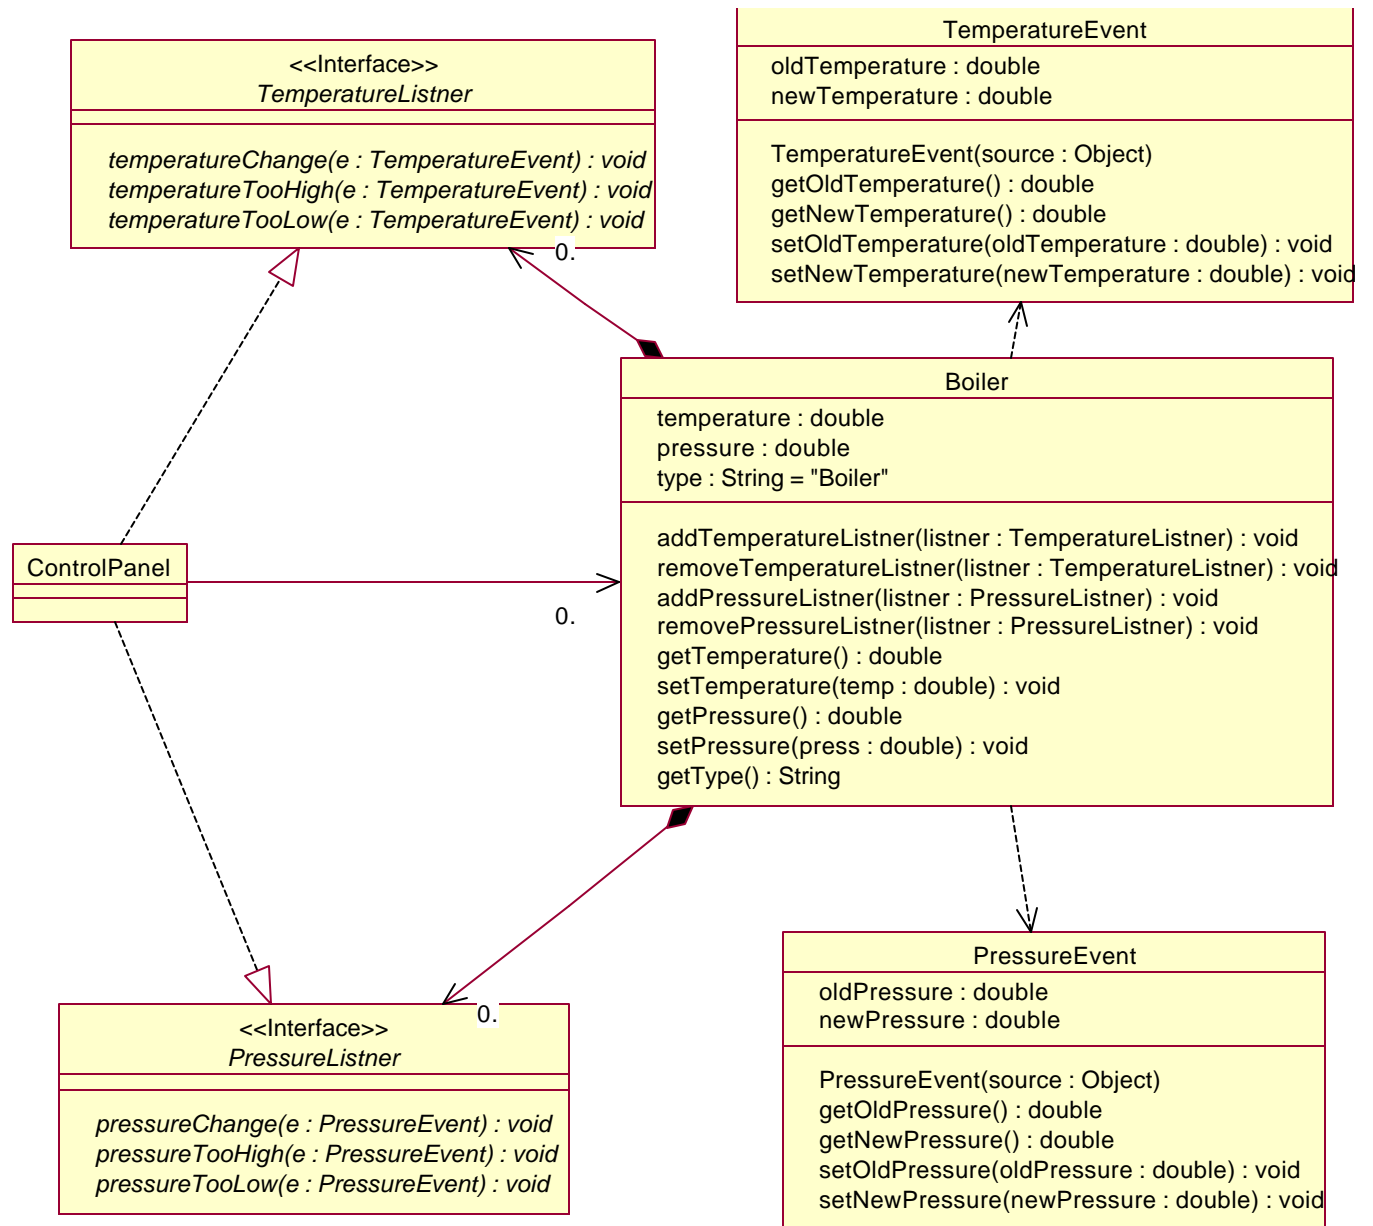 <<Interface>>
TemperatureListner
temperatureChange(e : TemperatureEvent) : void
temperatureTooHigh(e : TemperatureEvent) : void
temperatureTooLow(e : TemperatureEvent) : void
0.
TemperatureEvent
oldTemperature : double
newTemperature : double
TemperatureEvent(source : Object)
getOldTemperature() : double
getNewTemperature() : double
setOldTemperature(oldTemperature : double) : void
setNewTemperature(newTemperature : double) : void
ControlPanel
0.
Boiler
temperature : double
pressure : double
type : String = "Boiler"
addTemperatureListner(listner : TemperatureListner) : void
removeTemperatureListner(listner : TemperatureListner) : void
addPressureListner(listner : PressureListner) : void
removePressureListner(listner : PressureListner) : void
getTemperature() : double
setTemperature(temp : double) : void
getPressure() : double
setPressure(press : double) : void
getType() : String
<<Interface>>
PressureListner
pressureChange(e : PressureEvent) : void
pressureTooHigh(e : PressureEvent) : void
pressureTooLow(e : PressureEvent) : void
0.
PressureEvent
oldPressure : double
newPressure : double
PressureEvent(source : Object)
getOldPressure() : double
getNewPressure() : double
setOldPressure(oldPressure : double) : void
setNewPressure(newPressure : double) : void